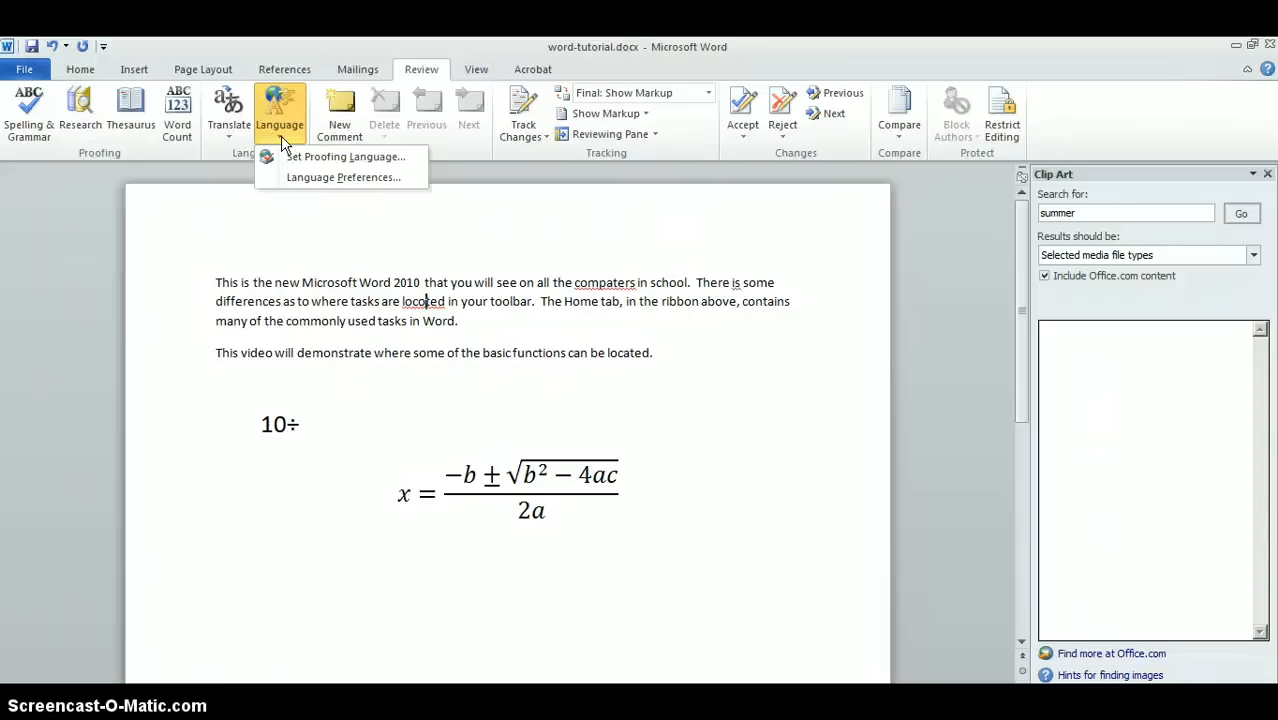 word-tutorial.docx - Microsoft Word
File Home Insert Page Layout References Mailings Review View Acrobat
ABC Spelling & Grammar
Research
Thesaurus
ABC 123 Word Count
Translate
Language
New Comment
Delete
Previous
Next
Track Changes
Final: Show Markup
Show Markup
Reviewing Pane
Accept
Reject
Previous
Next
Compare
Block Authors
Restrict Editing
Proofing
Lang
Tracking
Changes
Compare
Protect
Set Proofing Language...
Language Preferences...
This is the new Microsoft Word 2010 that you will see on all the compaters in school. There is some
differences as to where tasks are locoted in your toolbar. The Home tab, in the ribbon above, contains
many of the commonly used tasks in Word.
This video will demonstrate where some of the basic functions can be located.
10÷
x = −b ± √b² − 4ac
2a
Clip Art
Search for:
summer Go
Results should be:
Selected media file types
Include Office.com content
Find more at Office.com
Hints for finding images
Screencast-O-Matic.com